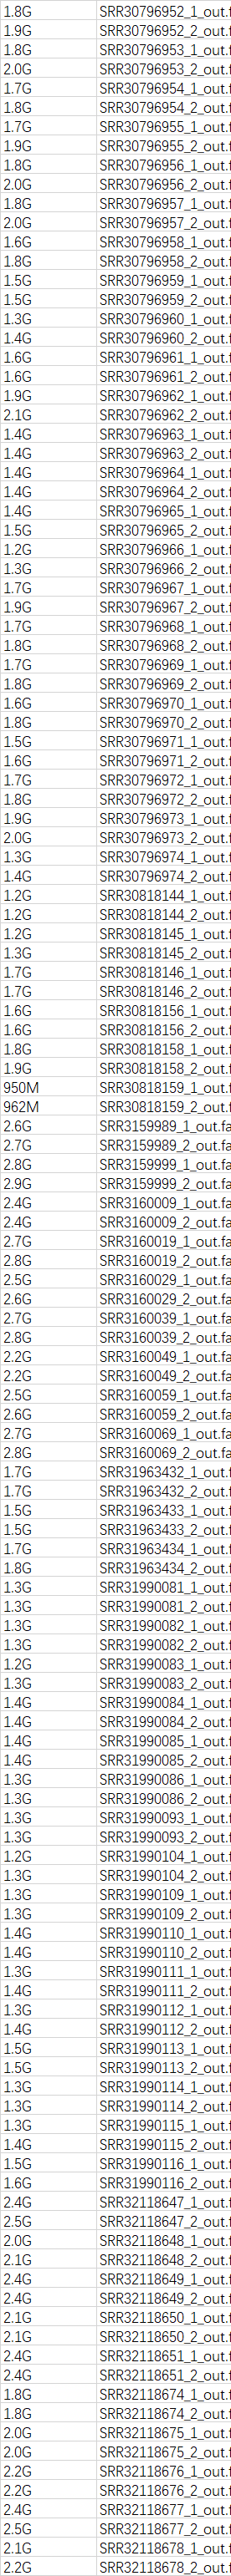 1.8G SRR30796952_1_out.f
1.9G SRR30796952_2_out.f
1.8G SRR30796953_1_out.f
2.0G SRR30796953_2_out.f
1.7G SRR30796954_1_out.f
1.8G SRR30796954_2_out.f
1.7G SRR30796955_1_out.f
1.9G SRR30796955_2_out.f
1.8G SRR30796956_1_out.f
2.0G SRR30796956_2_out.f
1.8G SRR30796957_1_out.f
2.0G SRR30796957_2_out.f
1.6G SRR30796958_1_out.f
1.8G SRR30796958_2_out.f
1.5G SRR30796959_1_out.f
1.5G SRR30796959_2_out.f
1.3G SRR30796960_1_out.f
1.4G SRR30796960_2_out.f
1.6G SRR30796961_1_out.f
1.6G SRR30796961_2_out.f
1.9G SRR30796962_1_out.f
2.1G SRR30796962_2_out.f
1.4G SRR30796963_1_out.f
1.4G SRR30796963_2_out.f
1.4G SRR30796964_1_out.f
1.4G SRR30796964_2_out.f
1.4G SRR30796965_1_out.f
1.5G SRR30796965_2_out.f
1.2G SRR30796966_1_out.f
1.3G SRR30796966_2_out.f
1.7G SRR30796967_1_out.f
1.9G SRR30796967_2_out.f
1.7G SRR30796968_1_out.f
1.8G SRR30796968_2_out.f
1.7G SRR30796969_1_out.f
1.8G SRR30796969_2_out.f
1.6G SRR30796970_1_out.f
1.8G SRR30796970_2_out.f
1.5G SRR30796971_1_out.f
1.6G SRR30796971_2_out.f
1.7G SRR30796972_1_out.f
1.8G SRR30796972_2_out.f
1.9G SRR30796973_1_out.f
2.0G SRR30796973_2_out.f
1.3G SRR30796974_1_out.f
1.4G SRR30796974_2_out.f
1.2G SRR30818144_1_out.f
1.2G SRR30818144_2_out.f
1.2G SRR30818145_1_out.f
1.3G SRR30818145_2_out.f
1.7G SRR30818146_1_out.f
1.7G SRR30818146_2_out.f
1.6G SRR30818156_1_out.f
1.6G SRR30818156_2_out.f
1.8G SRR30818158_1_out.f
1.9G SRR30818158_2_out.f
950M SRR30818159_1_out.f
962M SRR30818159_2_out.f
2.6G SRR3159989_1_out.fa
2.7G SRR3159989_2_out.fa
2.8G SRR3159999_1_out.fa
2.9G SRR3159999_2_out.fa
2.4G SRR3160009_1_out.fa
2.4G SRR3160009_2_out.fa
2.7G SRR3160019_1_out.fa
2.8G SRR3160019_2_out.fa
2.5G SRR3160029_1_out.fa
2.6G SRR3160029_2_out.fa
2.7G SRR3160039_1_out.fa
2.8G SRR3160039_2_out.fa
2.2G SRR3160049_1_out.fa
2.2G SRR3160049_2_out.fa
2.5G SRR3160059_1_out.fa
2.6G SRR3160059_2_out.fa
2.7G SRR3160069_1_out.fa
2.8G SRR3160069_2_out.fa
1.7G SRR31963432_1_out.f
1.7G SRR31963432_2_out.f
1.5G SRR31963433_1_out.f
1.5G SRR31963433_2_out.f
1.7G SRR31963434_1_out.f
1.8G SRR31963434_2_out.f
1.3G SRR31990081_1_out.f
1.3G SRR31990081_2_out.f
1.3G SRR31990082_1_out.f
1.3G SRR31990082_2_out.f
1.2G SRR31990083_1_out.f
1.3G SRR31990083_2_out.f
1.4G SRR31990084_1_out.f
1.4G SRR31990084_2_out.f
1.4G SRR31990085_1_out.f
1.4G SRR31990085_2_out.f
1.3G SRR31990086_1_out.f
1.3G SRR31990086_2_out.f
1.3G SRR31990093_1_out.f
1.3G SRR31990093_2_out.f
1.2G SRR31990104_1_out.f
1.3G SRR31990104_2_out.f
1.3G SRR31990109_1_out.f
1.3G SRR31990109_2_out.f
1.4G SRR31990110_1_out.f
1.4G SRR31990110_2_out.f
1.3G SRR31990111_1_out.f
1.4G SRR31990111_2_out.f
1.3G SRR31990112_1_out.f
1.4G SRR31990112_2_out.f
1.5G SRR31990113_1_out.f
1.5G SRR31990113_2_out.f
1.3G SRR31990114_1_out.f
1.3G SRR31990114_2_out.f
1.3G SRR31990115_1_out.f
1.4G SRR31990115_2_out.f
1.5G SRR31990116_1_out.f
1.6G SRR31990116_2_out.f
2.4G SRR32118647_1_out.f
2.5G SRR32118647_2_out.f
2.0G SRR32118648_1_out.f
2.1G SRR32118648_2_out.f
2.4G SRR32118649_1_out.f
2.4G SRR32118649_2_out.f
2.1G SRR32118650_1_out.f
2.1G SRR32118650_2_out.f
2.4G SRR32118651_1_out.f
2.4G SRR32118651_2_out.f
1.8G SRR32118674_1_out.f
1.8G SRR32118674_2_out.f
2.0G SRR32118675_1_out.f
2.0G SRR32118675_2_out.f
2.2G SRR32118676_1_out.f
2.2G SRR32118676_2_out.f
2.4G SRR32118677_1_out.f
2.5G SRR32118677_2_out.f
2.1G SRR32118678_1_out.f
2.2G SRR32118678_2_out.f